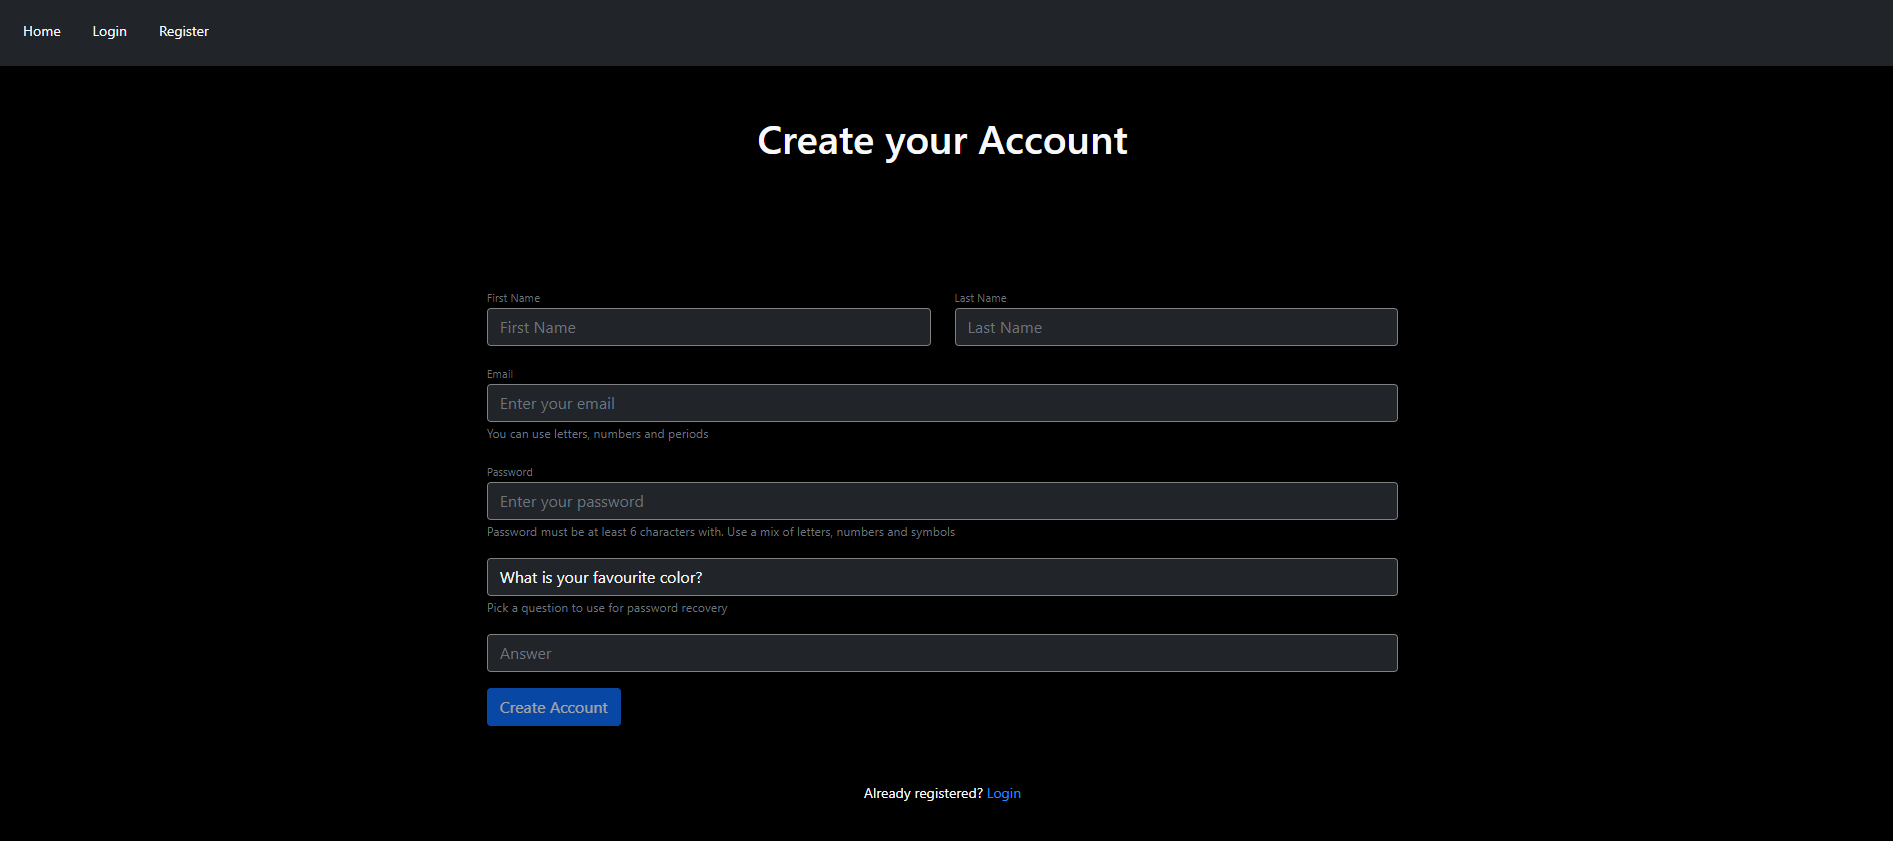 Home Login Register
Create your Account
First Name Last Name
First Name Last Name
Email
Enter your email
You can use letters, numbers and periods
Password
Enter your password
Password must be at least 6 characters with. Use a mix of letters, numbers and symbols
What is your favourite color?
Pick a question to use for password recovery
Answer
Create Account
Already registered? Login